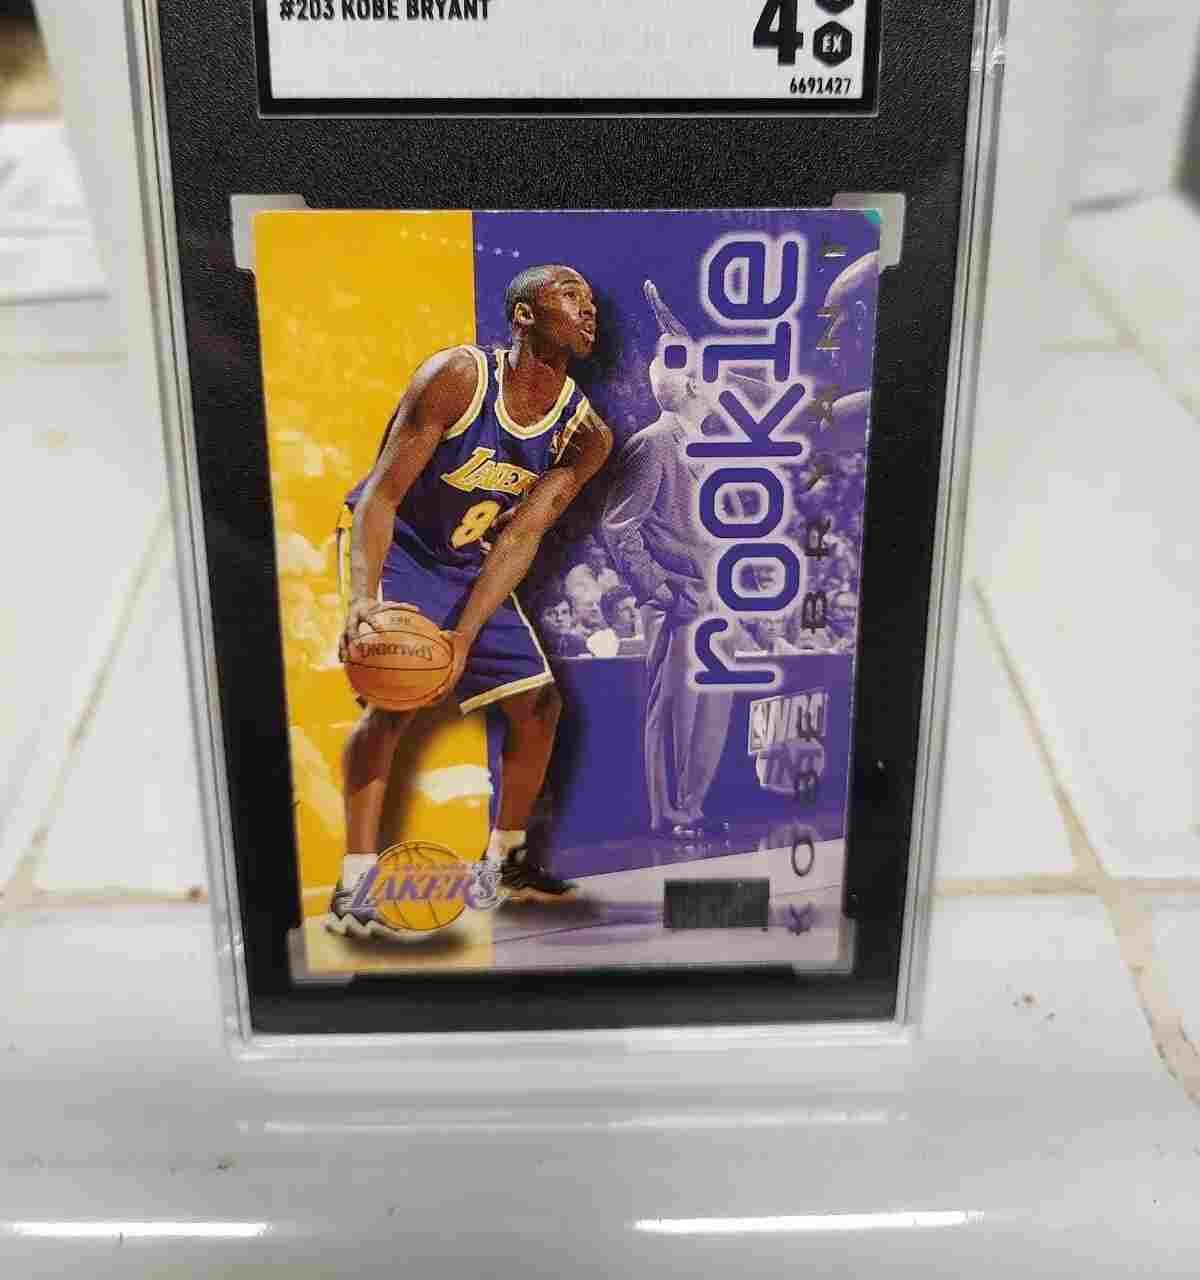 #203 KOBE BRYANT
4
EX
6691427
rookie
KOBE BRYANT
LAKERS
8
SPALDING
LAKERS